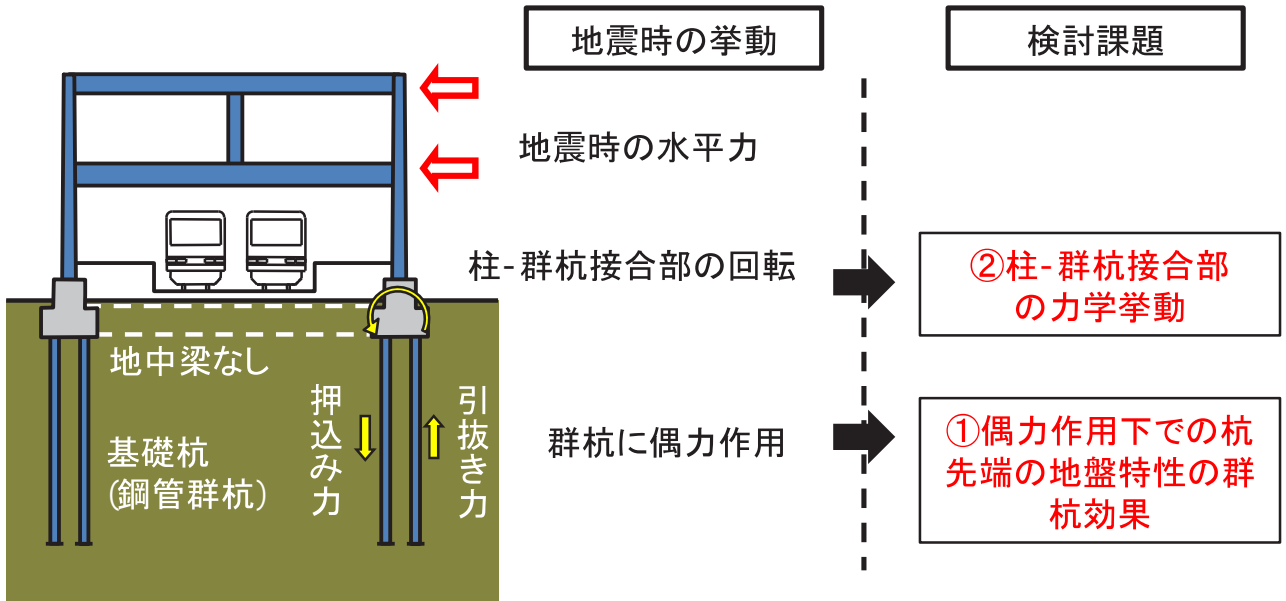 地震時の挙動
検討課題
地震時の水平力
柱-群杭接合部の回転
②柱-群杭接合部
の力学挙動
地中梁なし
押込み力
引抜き力
基礎杭
(鋼管群杭)
群杭に偶力作用
①偶力作用下での杭
先端の地盤特性の群
杭効果